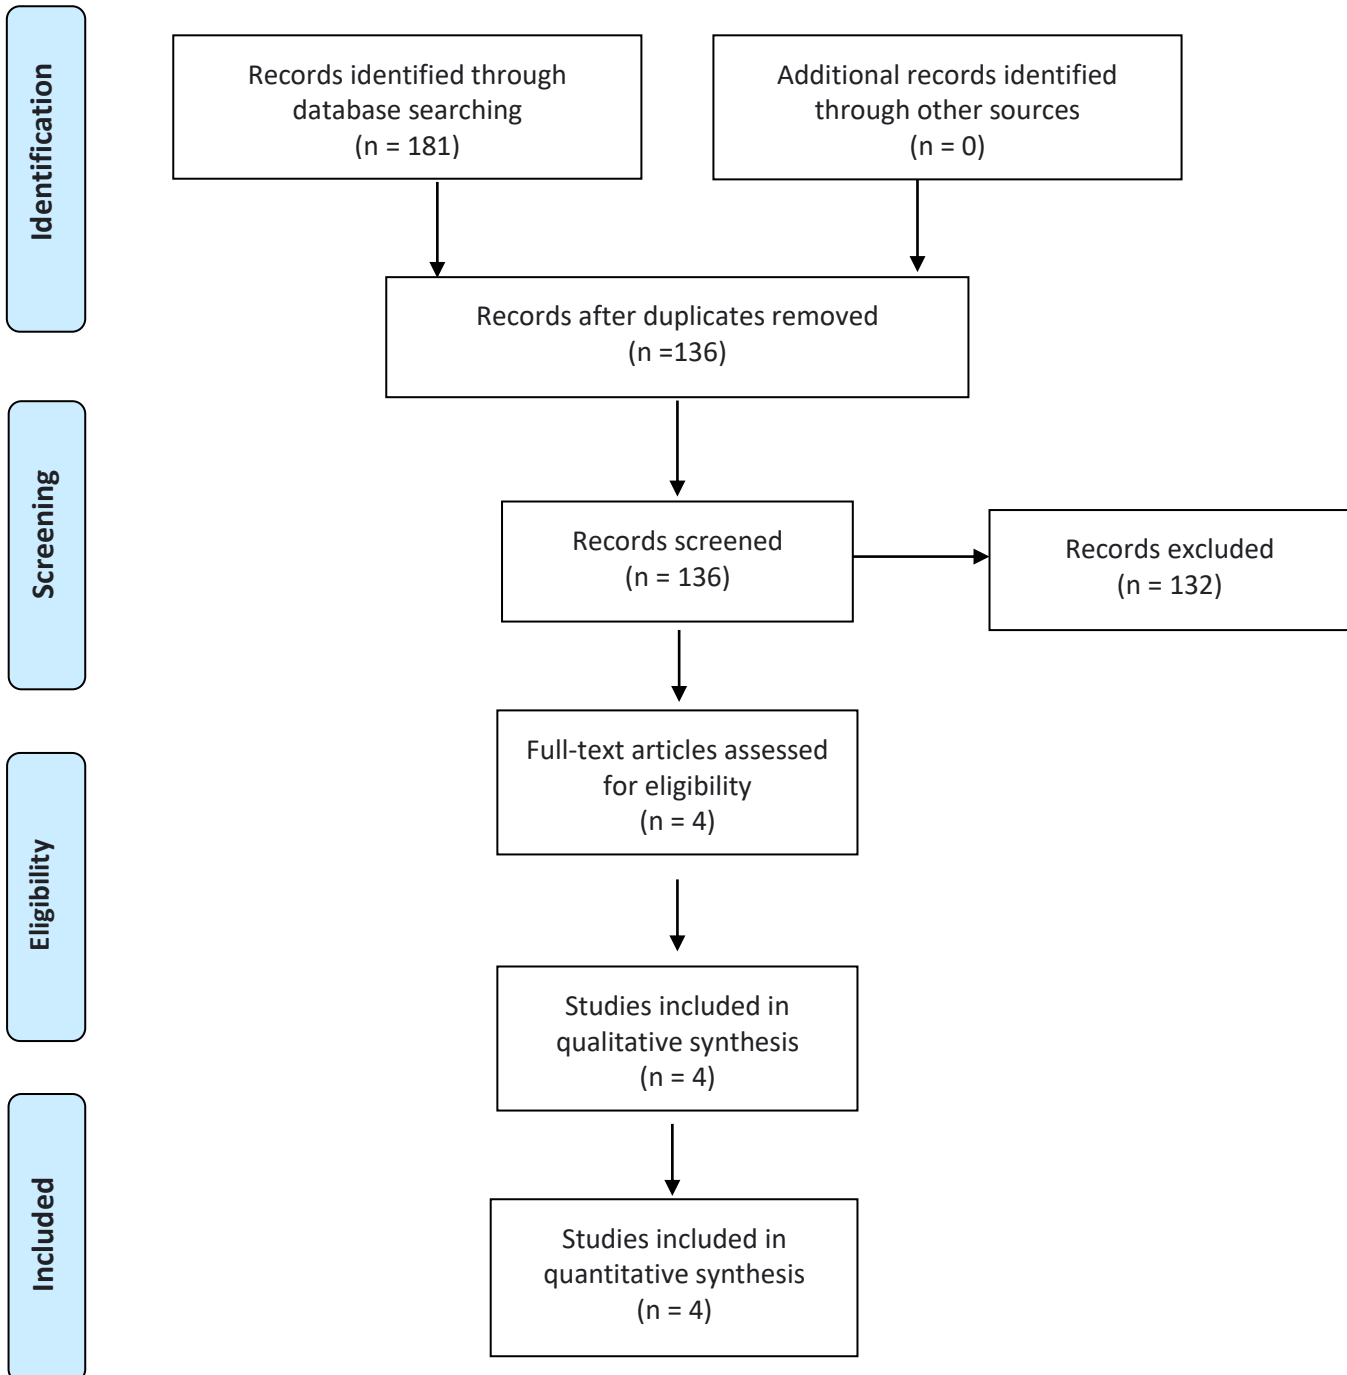 Identification
Records identified through
database searching
(n = 181)
Additional records identified
through other sources
(n = 0)
Records after duplicates removed
(n =136)
Screening
Records screened
(n = 136)
Records excluded
(n = 132)
Eligibility
Full-text articles assessed
for eligibility
(n = 4)
Studies included in
qualitative synthesis
(n = 4)
Included
Studies included in
quantitative synthesis
(n = 4)